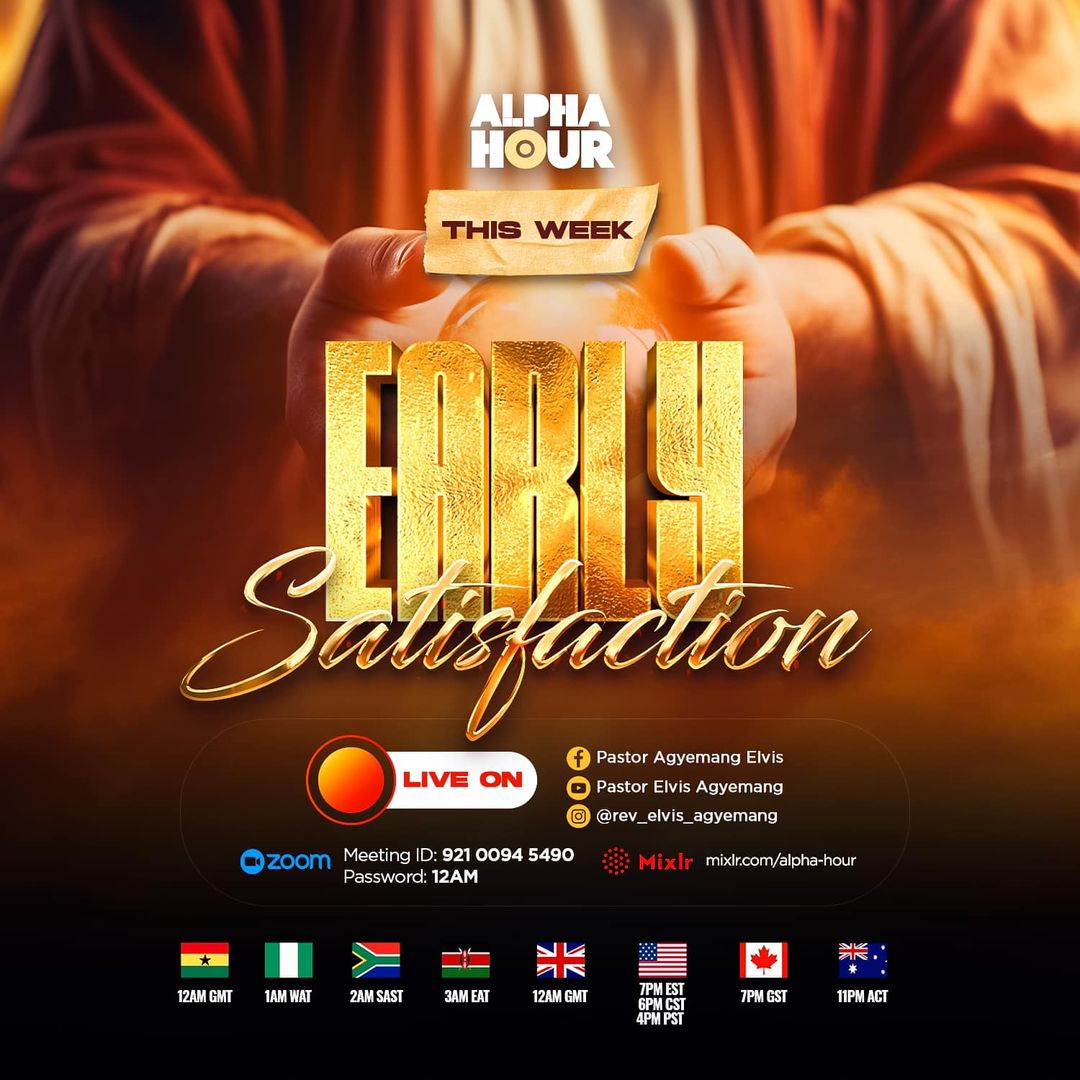 ALPHA
HOUR
THIS WEEK
EARLY
Satisfaction
LIVE ON
Pastor Agyemang Elvis
Pastor Elvis Agyemang
@rev_elvis_agyemang
zoom
Meeting ID: 921 0094 5490
Password: 12AM
Mixlr
mixlr.com/alpha-hour
12AM GMT
1AM WAT
2AM SAST
3AM EAT
12AM GMT
7PM EST
6PM CST
4PM PST
7PM GST
11PM ACT